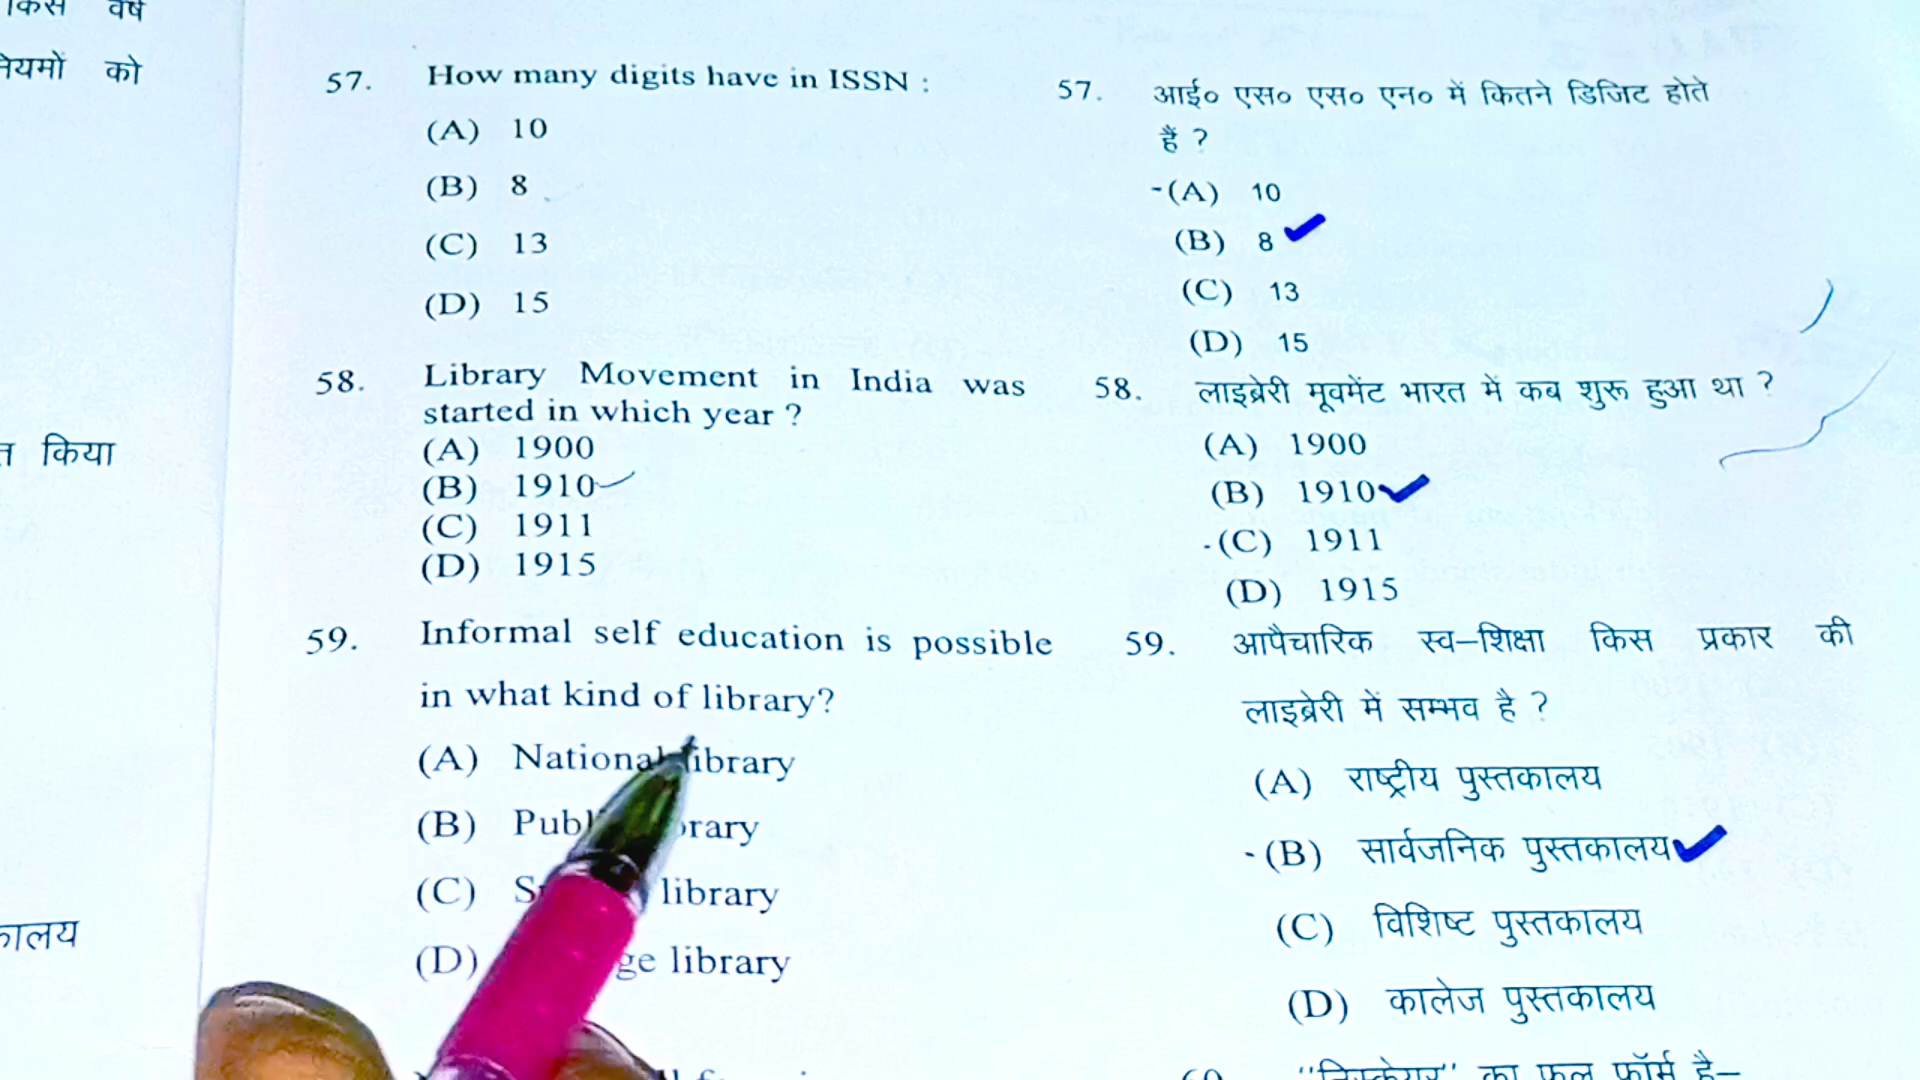 किस वर्ष
नियमों को
त किया
कालय
57. How many digits have in ISSN :
(A) 10
(B) 8
(C) 13
(D) 15
58. Library Movement in India was
started in which year ?
(A) 1900
(B) 1910
(C) 1911
(D) 1915
59. Informal self education is possible
in what kind of library?
(A) National library
(B)
(C) library
(D) library
57. आई० एस० एस० एन० में कितने डिजिट होते
हैं ?
-(A) 10
(B) 8
(C) 13
(D) 15
58. लाइब्रेरी मूवमेंट भारत में कब शुरू हुआ था ?
(A) 1900
(B) 1910
-(C) 1911
(D) 1915
59. आपैचारिक स्व-शिक्षा किस प्रकार की
लाइब्रेरी में सम्भव है ?
(A) राष्ट्रीय पुस्तकालय
-(B) सार्वजनिक पुस्तकालय
(C) विशिष्ट पुस्तकालय
(D) कालेज पुस्तकालय
का फुल फॉर्म है–